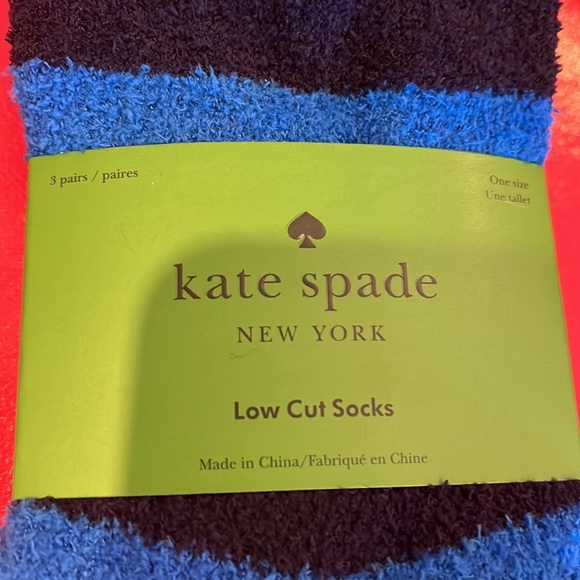 3 pairs / paires
One size
Une tallet
kate spade
NEW YORK
Low Cut Socks
Made in China/Fabriqué en Chine